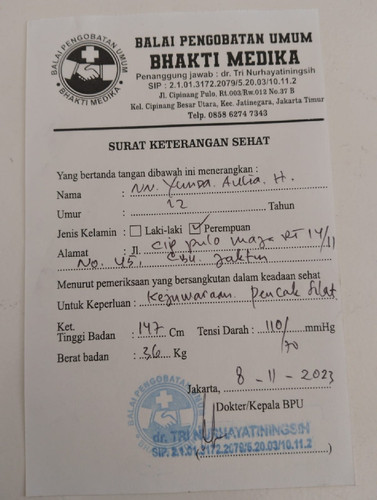 BALAI PENGOBATAN UMUM
BHAKTI MEDIKA
BALAI PENGOBATAN UMUM
BHAKTI MEDIKA
Penanggung jawab : dr. Tri Nurhayatiningsih
SIP : 2.1.01.3172.2079/5.20.03/10.11.2
Jl. Cipinang Pulo, Rt.003/Rw.012 No.37 B
Kel. Cipinang Besar Utara, Kec. Jatinegara, Jakarta Timur
Telp. 0858 6274 7343
SURAT KETERANGAN SEHAT
Yang bertanda tangan dibawah ini menerangkan :
Nama : NN. Yunda Aulia. H.
Umur : 12 Tahun
Jenis Kelamin : Laki-laki Perempuan
Alamat : Jl. Cip pulo maja RT 14/11
No. 45, CBU. Jaktim
Menurut pemeriksaan yang bersangkutan dalam keadaan sehat
Untuk Keperluan : Kejuwaraan Pencak Silat
Ket.
Tinggi Badan : 147 Cm Tensi Darah : 110/70 mmHg
Berat badan : 36 Kg
Jakarta, 8-11-2023
Dokter/Kepala BPU
BALAI PENGOBATAN UMUM
dr. TRI NURHAYATININGSIH
SIP. 2.1.01.3172.2079/5.20.03/10.11.2